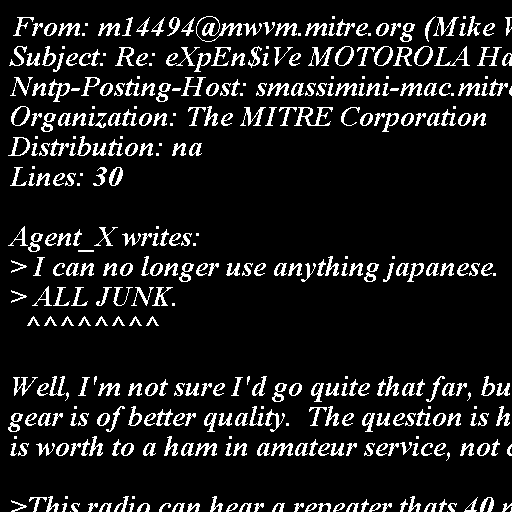 From: m14494@mwvm.mitre.org (Mike
Subject: Re: eXpEn$iVe MOTOROLA Ha
Nntp-Posting-Host: smassimini-mac.mitre
Organization: The MITRE Corporation
Distribution: na
Lines: 30
Agent_X writes:
> I can no longer use anything japanese.
> ALL JUNK.
^^^^^^^^
Well, I'm not sure I'd go quite that far, bu
gear is of better quality.  The question is h
is worth to a ham in amateur service, not
>This radio can hear a repeater thats 40